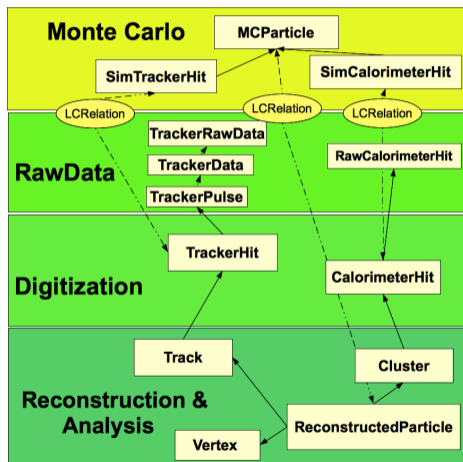 Monte Carlo
MCParticle
SimTrackerHit
SimCalorimeterHit
LCRelation
LCRelation
LCRelation
RawData
TrackerRawData
TrackerData
TrackerPulse
RawCalorimeterHit
Digitization
TrackerHit
CalorimeterHit
Track
Cluster
Reconstruction &
Analysis
ReconstructedParticle
Vertex